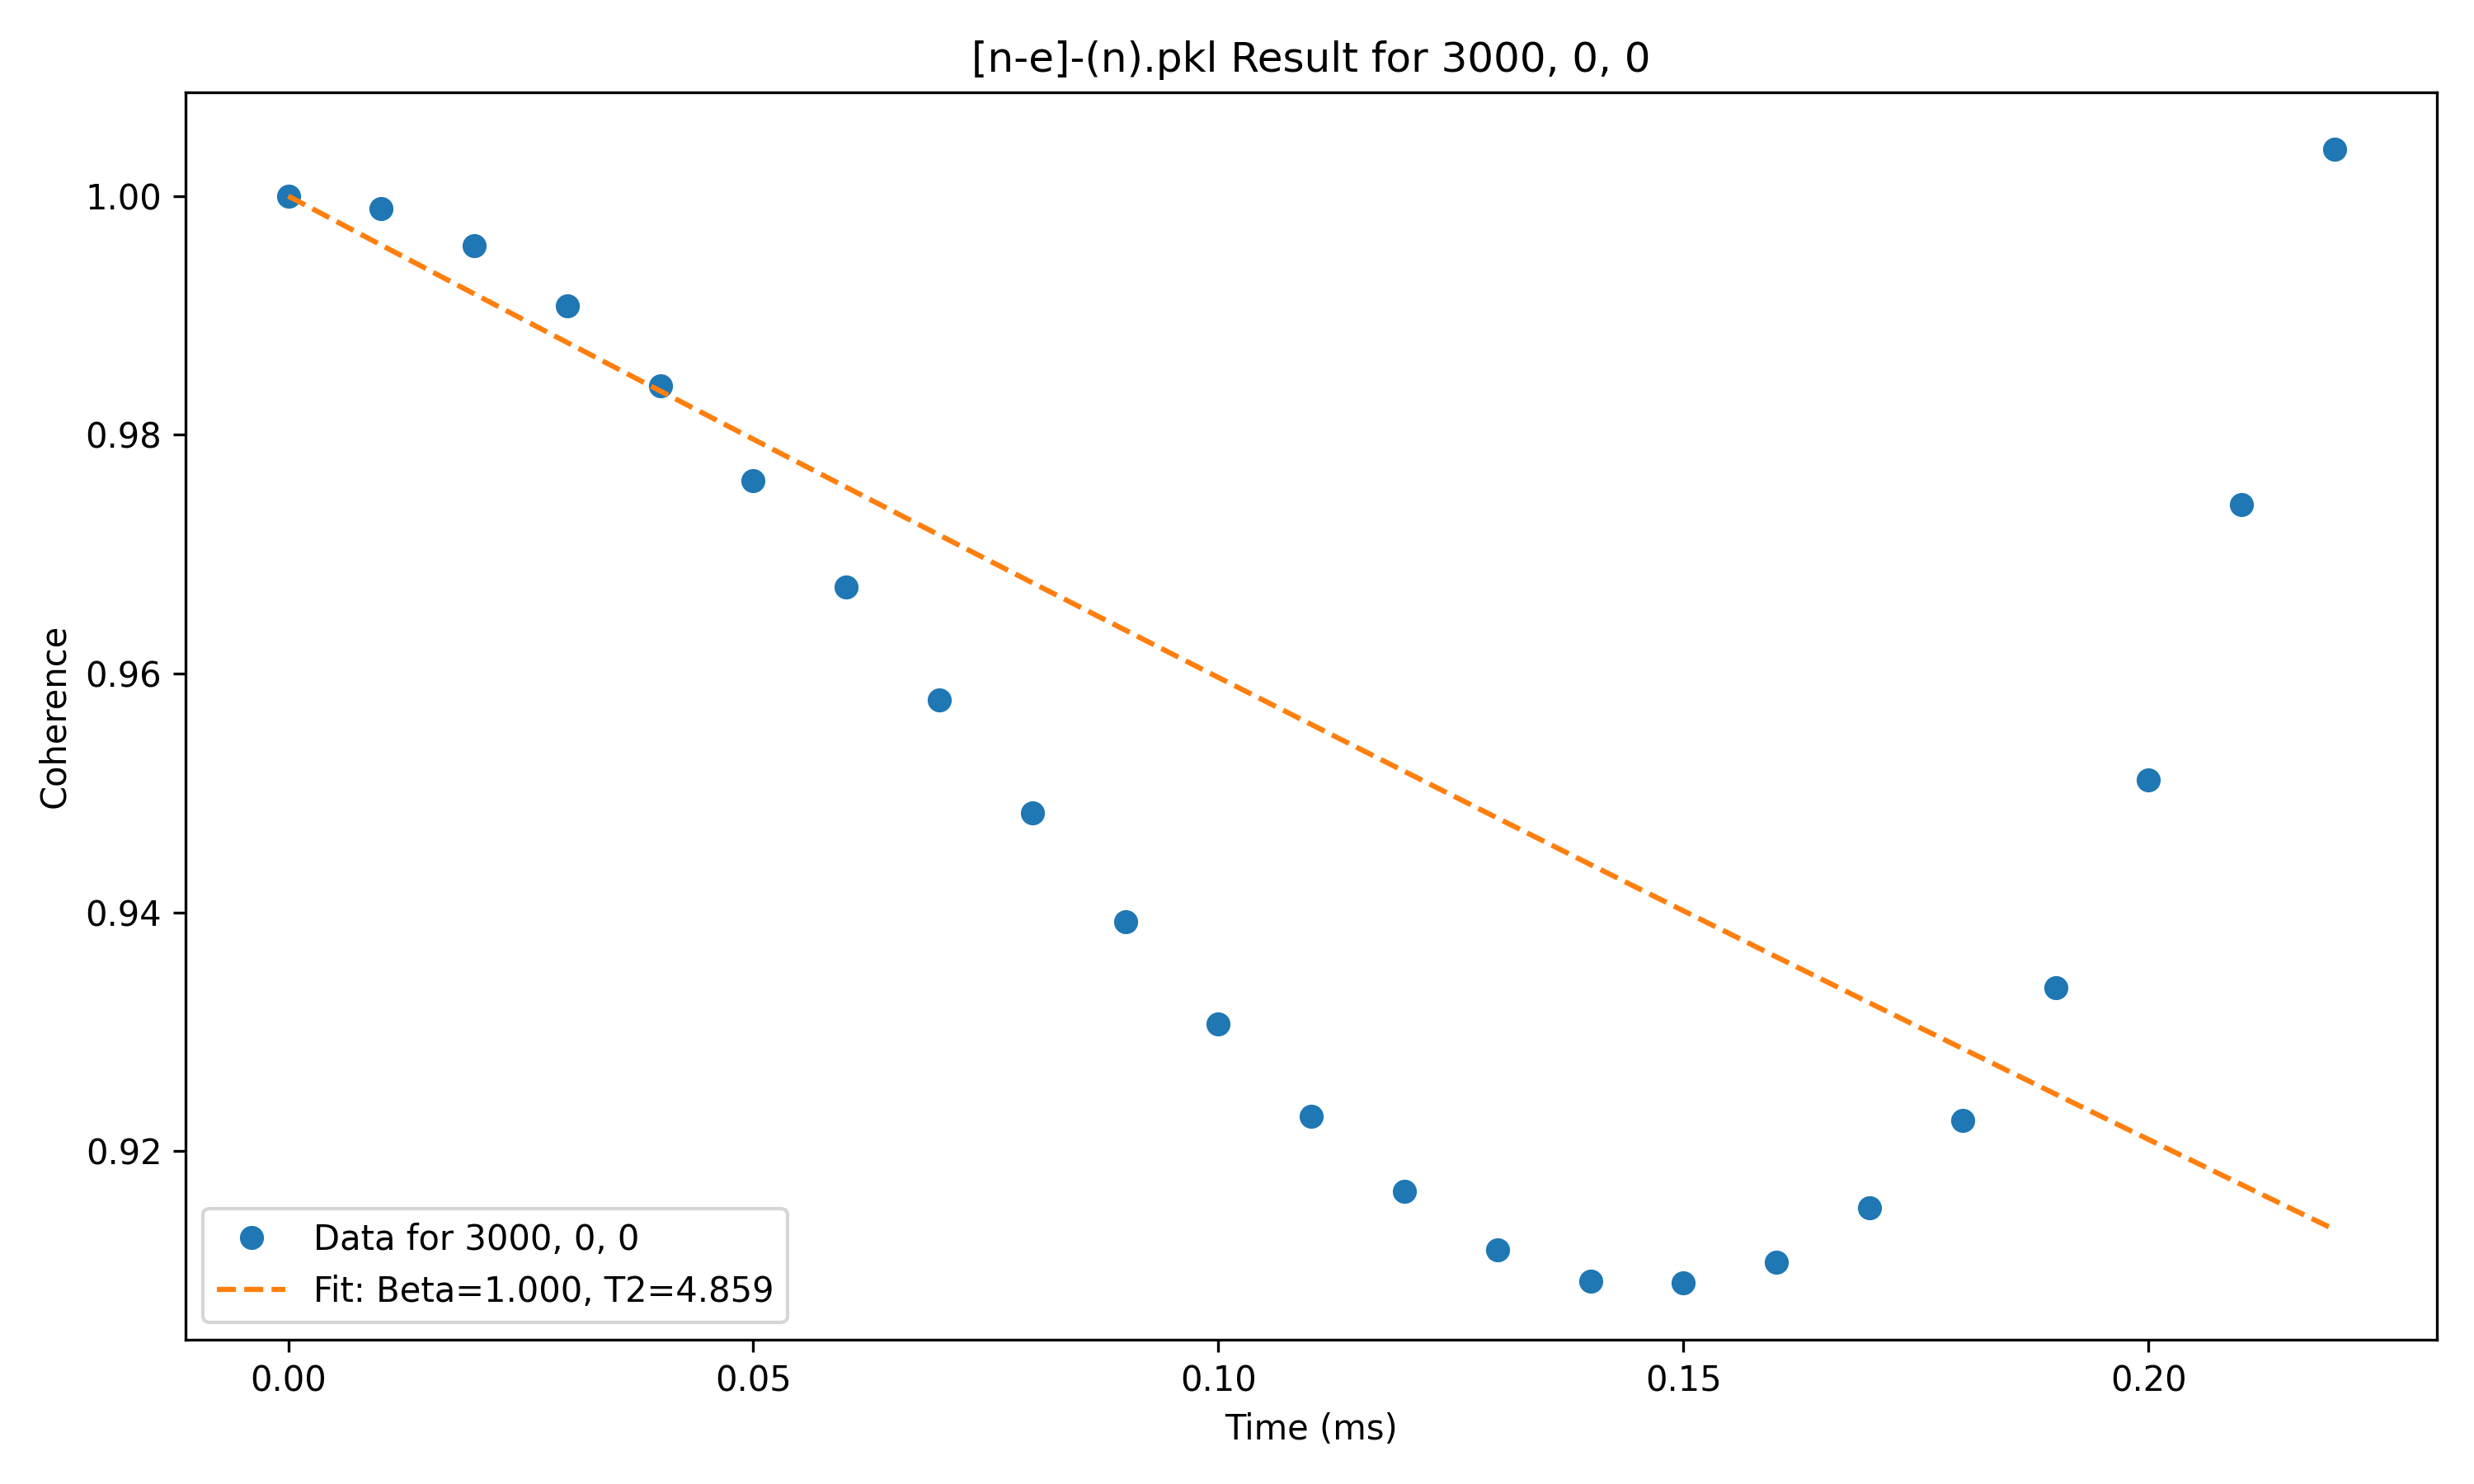 [n-e]-(n).pkl Result for 3000, 0, 0
Coherence
1.00
0.98
0.96
0.94
0.92
Data for 3000, 0, 0
Fit: Beta=1.000, T2=4.859
0.00 0.05 0.10 0.15 0.20
Time (ms)